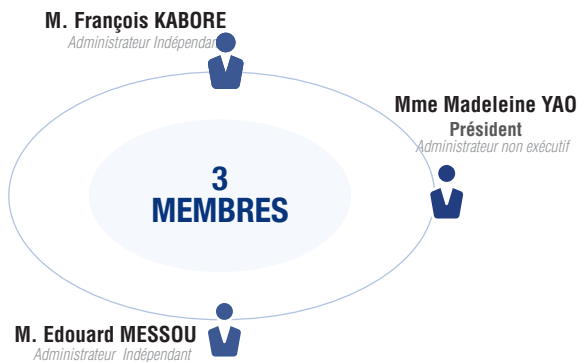 M. François KABORE
Administrateur Indépendant
Mme Madeleine YAO
Président
Administrateur non exécutif
3
MEMBRES
M. Edouard MESSOU
Administrateur Indépendant